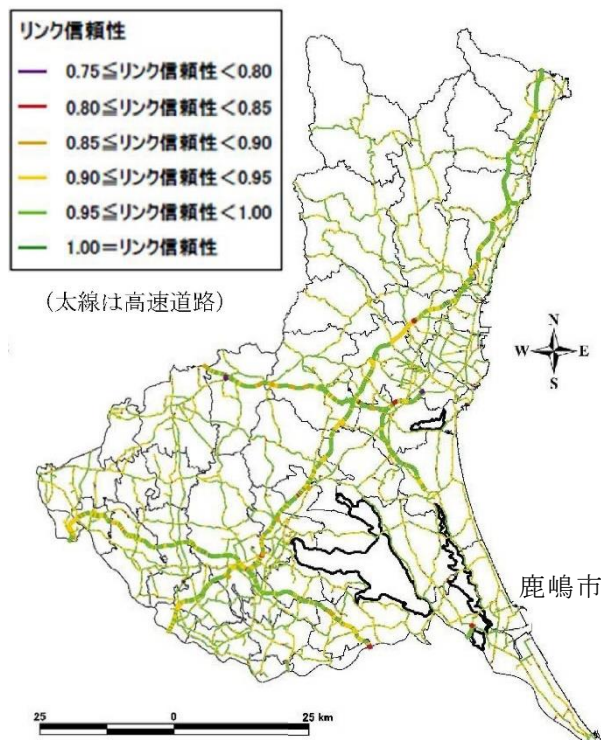 リンク信頼性
0.75≦リンク信頼性<0.80
0.80≦リンク信頼性<0.85
0.85≦リンク信頼性<0.90
0.90≦リンク信頼性<0.95
0.95≦リンク信頼性<1.00
1.00=リンク信頼性
(太線は高速道路)
N
W E
S
鹿嶋市
25 0 25 km